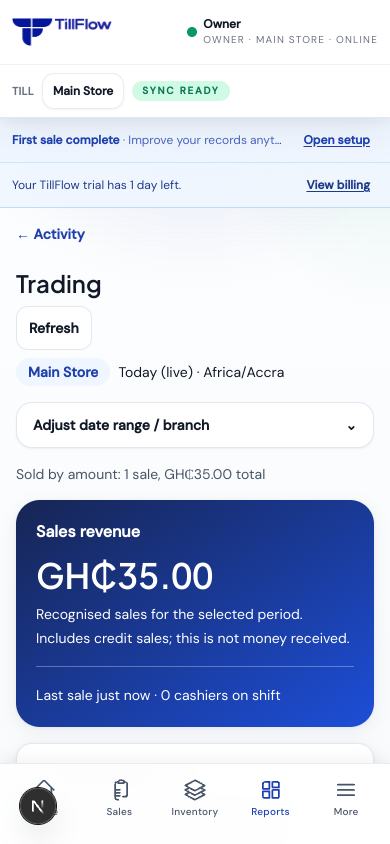 TillFlow
Owner
OWNER · MAIN STORE · ONLINE
TILL Main Store SYNC READY
First sale complete · Improve your records anyt... Open setup
Your TillFlow trial has 1 day left. View billing
← Activity
Trading
Refresh
Main Store Today (live) · Africa/Accra
Adjust date range / branch
Sold by amount: 1 sale, GH₵35.00 total
Sales revenue
GH₵35.00
Recognised sales for the selected period.
Includes credit sales; this is not money received.
Last sale just now · 0 cashiers on shift
N Sales Inventory Reports More